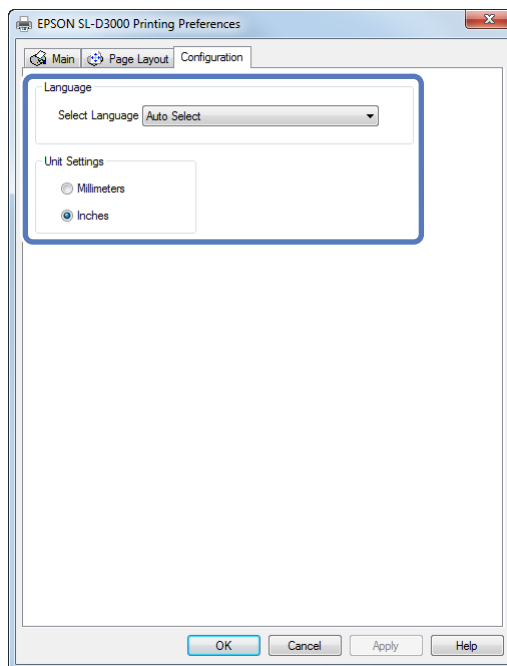 EPSON SL-D3000 Printing Preferences
Main Page Layout Configuration
Language
Select Language Auto Select
Unit Settings
Millimeters
Inches
OK Cancel Apply Help